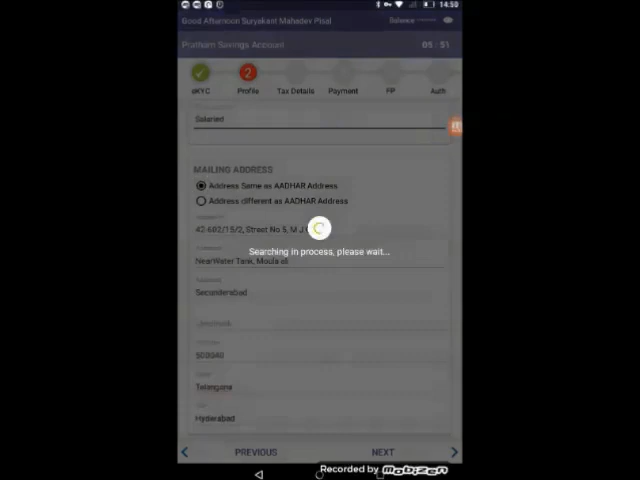 14:50
Good Afternoon Suryakant Mahadev Pisal
Balance
Pratham Savings Account
05 : 51
2
eKYC Profile Tax Details Payment FP Auth
Salaried
MAILING ADDRESS
Address Same as AADHAR Address
Address different as AADHAR Address
42-602/15/2, Street No 5, M J
Searching in process, please wait...
NearWater Tank, Moula ali
Secunderabad
Landmark
500040
Telangana
Hyderabad
PREVIOUS NEXT
Recorded by Mobizen